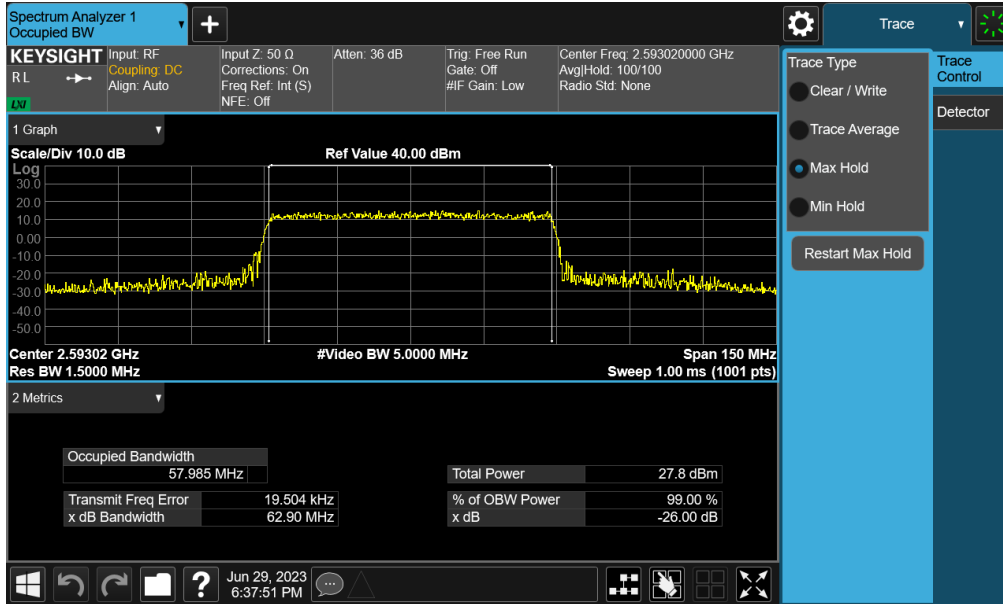 Spectrum Analyzer 1
Occupied BW
Trace
KEYSIGHT
RL
LXI
Input: RF
Coupling: DC
Align: Auto
Input Z: 50 Ω
Corrections: On
Freq Ref: Int (S)
NFE: Off
Atten: 36 dB
Trig: Free Run
Gate: Off
#IF Gain: Low
Center Freq: 2.593020000 GHz
Avg|Hold: 100/100
Radio Std: None
1 Graph
Scale/Div 10.0 dB
Ref Value 40.00 dBm
Log
30.0
20.0
10.0
0.00
-10.0
-20.0
-30.0
-40.0
-50.0
Center 2.59302 GHz
#Video BW 5.0000 MHz
Span 150 MHz
Res BW 1.5000 MHz
Sweep 1.00 ms (1001 pts)
2 Metrics
Occupied Bandwidth
57.985 MHz
Total Power 27.8 dBm
Transmit Freq Error 19.504 kHz
% of OBW Power 99.00 %
x dB Bandwidth 62.90 MHz
x dB -26.00 dB
Trace Type
Clear / Write
Trace Average
Max Hold
Min Hold
Restart Max Hold
Trace
Control
Detector
?
Jun 29, 2023
6:37:51 PM